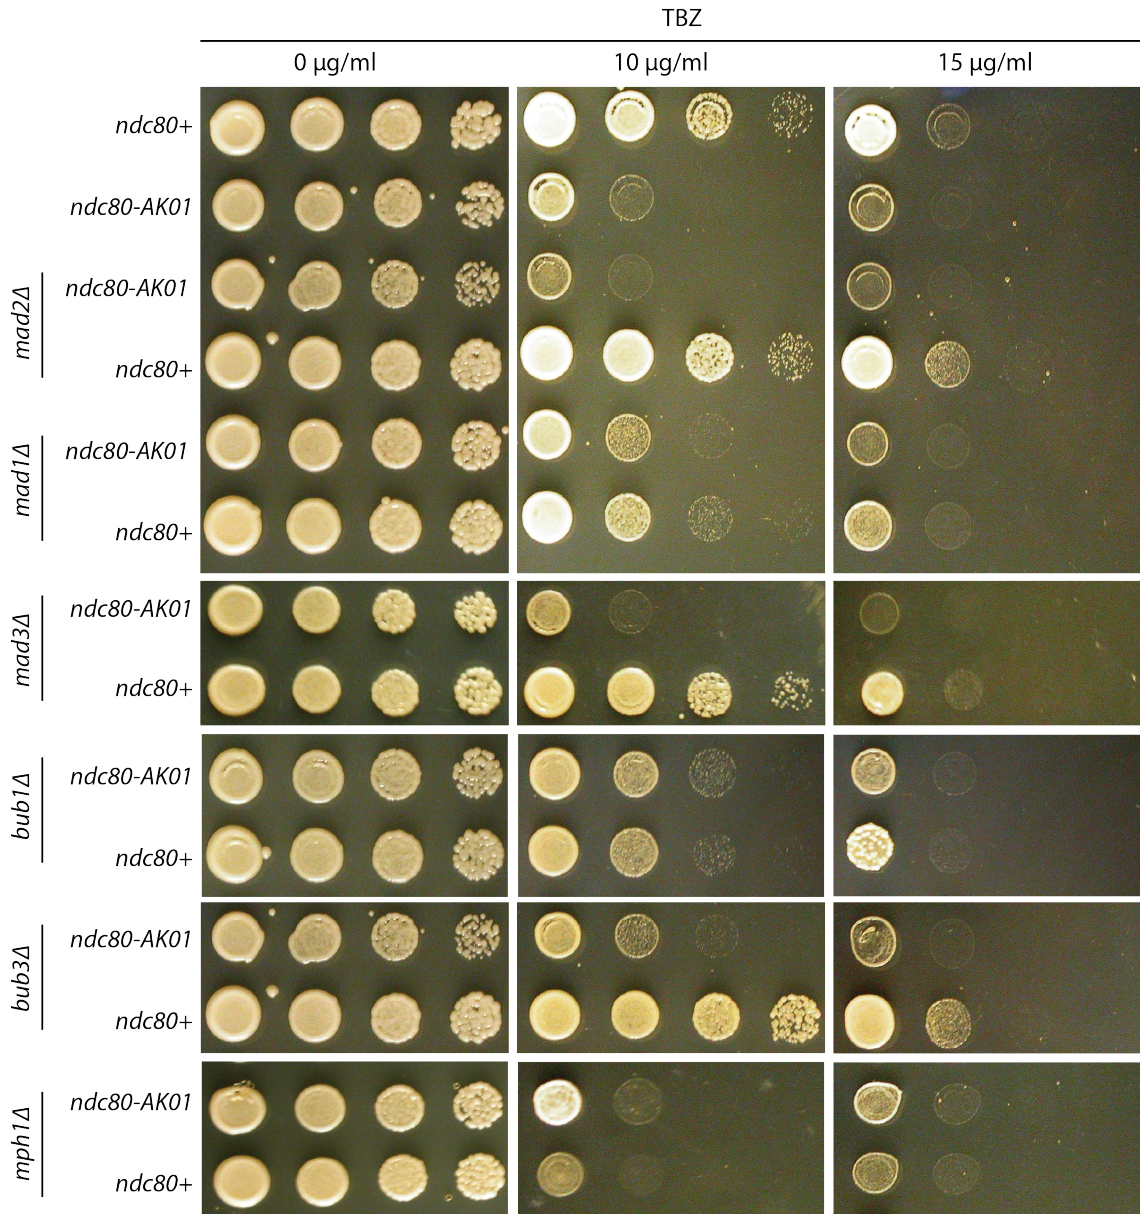 TBZ
0 µg/ml 10 µg/ml 15 µg/ml
ndc80+
ndc80-AK01
mad2Δ
ndc80-AK01
ndc80+
mad1Δ
ndc80-AK01
ndc80+
mad3Δ
ndc80-AK01
ndc80+
bub1Δ
ndc80-AK01
ndc80+
bub3Δ
ndc80-AK01
ndc80+
mph1Δ
ndc80-AK01
ndc80+